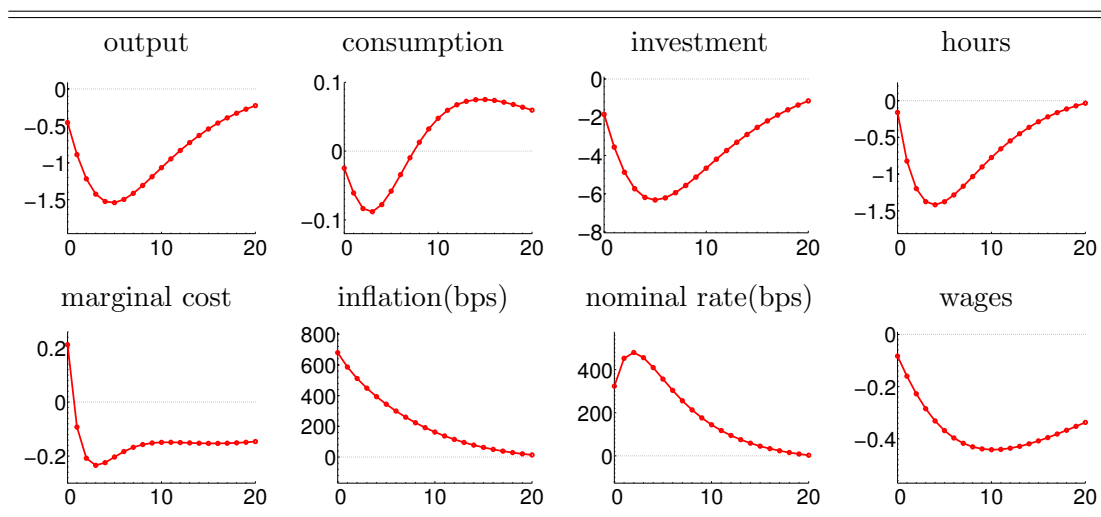 output consumption investment hours
0 −0.5 −1 −1.5 0 10 20
0.1 0 −0.1 0 10 20
0 −2 −4 −6 −8 0 10 20
0 −0.5 −1 −1.5 0 10 20
marginal cost inflation(bps) nominal rate(bps) wages
0.2 0 −0.2 0 10 20
800 600 400 200 0 0 10 20
400 200 0 0 10 20
0 −0.2 −0.4 0 10 20